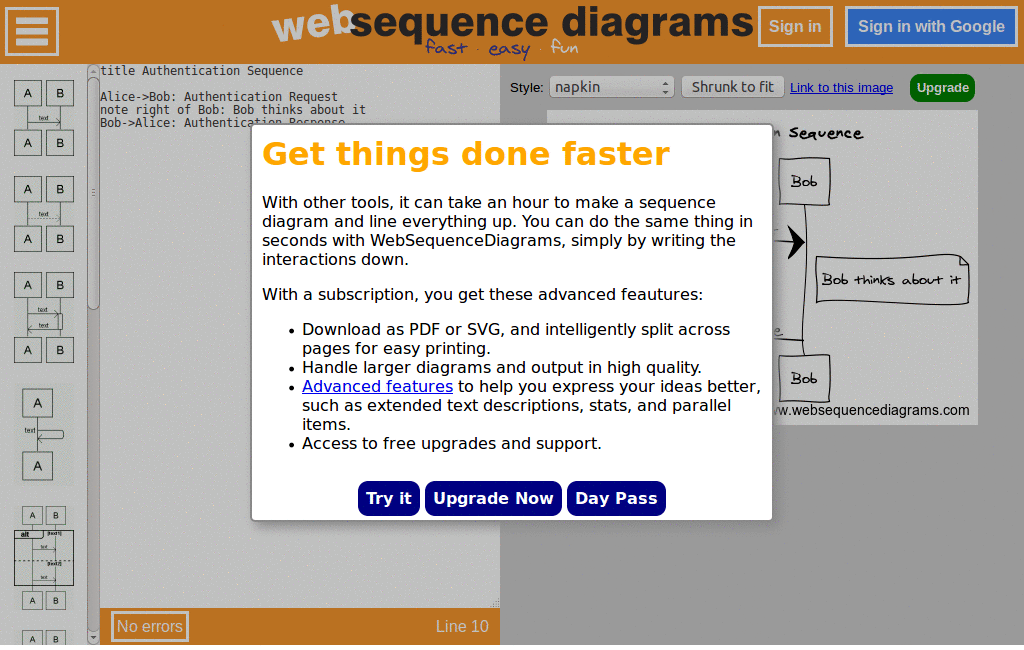 web sequence diagrams
fast · easy · fun
Sign in
Sign in with Google
A B
text
A B
A B
text
A B
A B
text
text
A B
A
text
A
A B
alt [text1]
text
[text2]
text
A B
A B
title Authentication Sequence
Alice->Bob: Authentication Request
note right of Bob: Bob thinks about it
Bob->Alice: Authentication Response
No errors
Line 10
Style: napkin
Shrunk to fit
Link to this image
Upgrade
Sequence
Bob
Bob thinks about it
Bob
w.websequencediagrams.com
Get things done faster
With other tools, it can take an hour to make a sequence
diagram and line everything up. You can do the same thing in
seconds with WebSequenceDiagrams, simply by writing the
interactions down.
With a subscription, you get these advanced feautures:
• Download as PDF or SVG, and intelligently split across
pages for easy printing.
• Handle larger diagrams and output in high quality.
• Advanced features to help you express your ideas better,
such as extended text descriptions, stats, and parallel
items.
• Access to free upgrades and support.
Try it
Upgrade Now
Day Pass